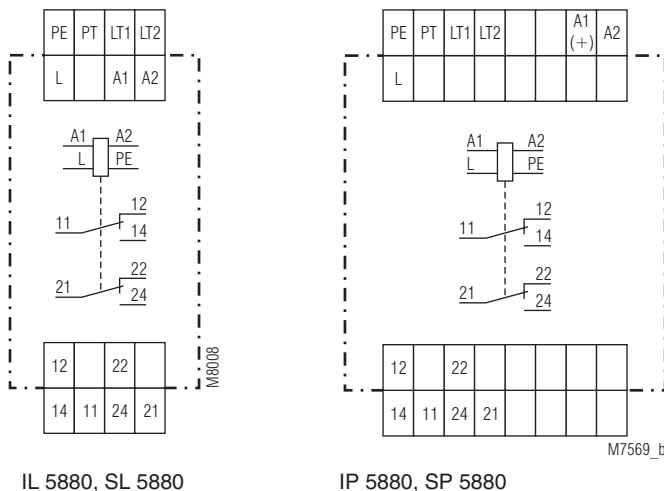 PE PT LT1 LT2
L A1 A2
A1 A2
L PE
11 12
14
21 22
24
12 22
14 11 24 21
M8008
IL 5880, SL 5880
PE PT LT1 LT2 A1 (+) A2
L
A1 A2
L PE
11 12
14
21 22
24
12 22
14 11 24 21
M7569_b
IP 5880, SP 5880